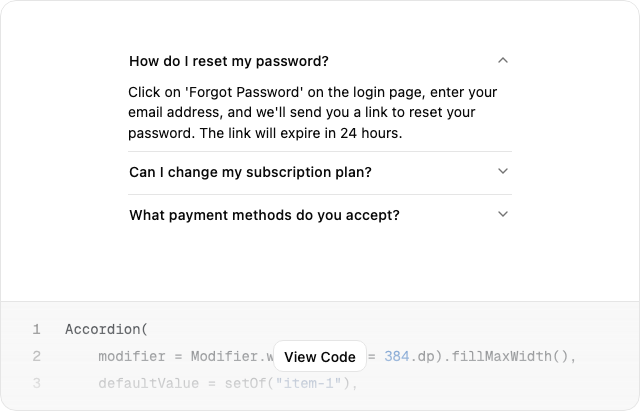 How do I reset my password?
Click on 'Forgot Password' on the login page, enter your
email address, and we'll send you a link to reset your
password. The link will expire in 24 hours.
Can I change my subscription plan?
What payment methods do you accept?
1 Accordion(
2 modifier = Modifier.w = 384.dp).fillMaxWidth(),
View Code
3 defaultValue = setOf("item-1"),